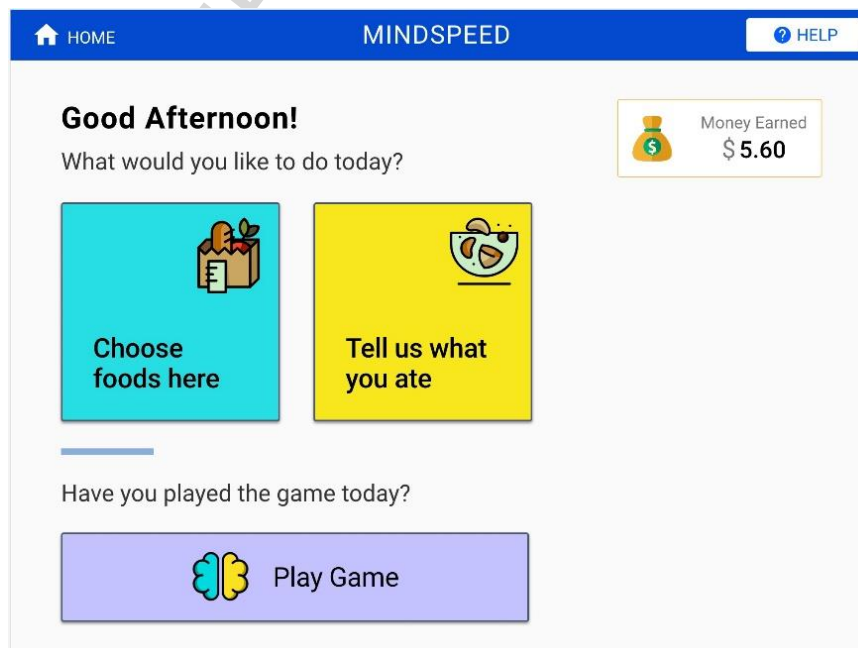 HOME
MINDSPEED
HELP
Good Afternoon!
What would you like to do today?
Money Earned
$ 5.60
Choose
foods here
Tell us what
you ate
Have you played the game today?
Play Game